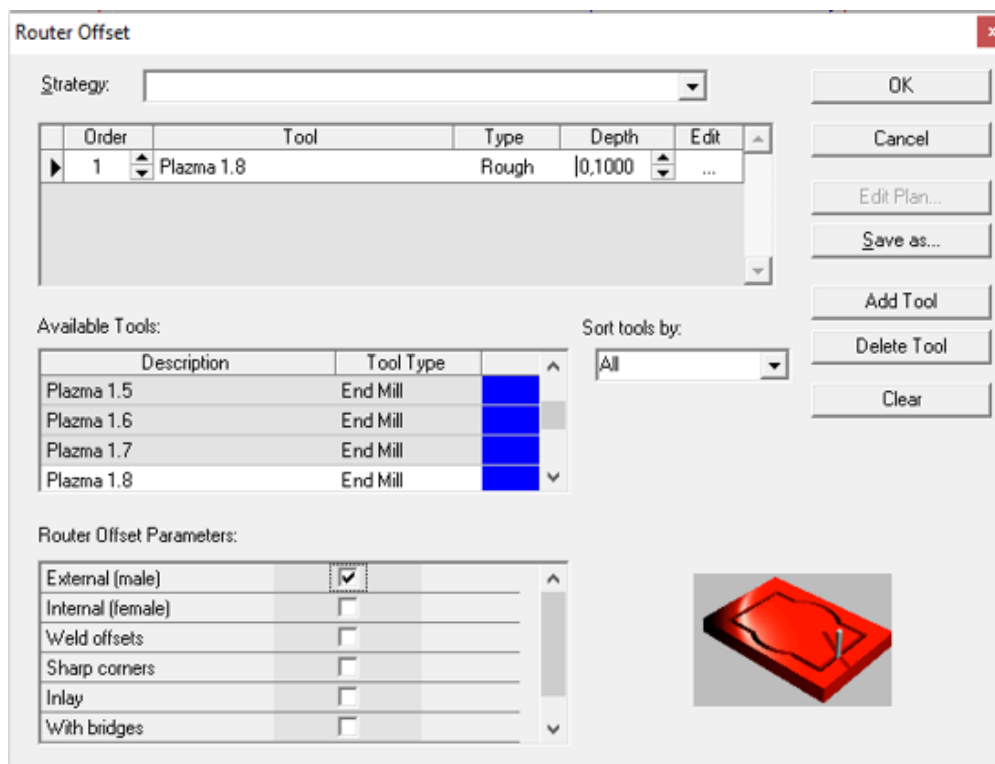 Router Offset
x
Strategy:
OK
Order Tool Type Depth Edit
Cancel
1 Plazma 1.8 Rough 0,1000 ...
Edit Plan...
Save as...
Add Tool
Available Tools:
Sort tools by:
Delete Tool
Description Tool Type
All
Plazma 1.5 End Mill
Clear
Plazma 1.6 End Mill
Plazma 1.7 End Mill
Plazma 1.8 End Mill
Router Offset Parameters:
External (male)
Internal (female)
Weld offsets
Sharp corners
Inlay
With bridges